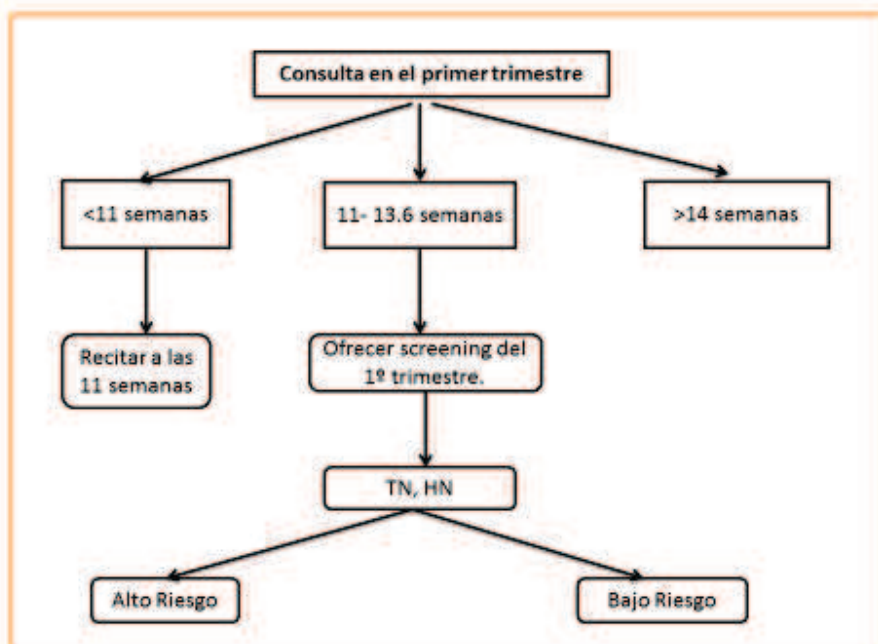 Consulta en el primer trimestre
<11 semanas
11- 13.6 semanas
>14 semanas
Recitar a las
11 semanas
Ofrecer screening del
1º trimestre.
TN, HN
Alto Riesgo
Bajo Riesgo